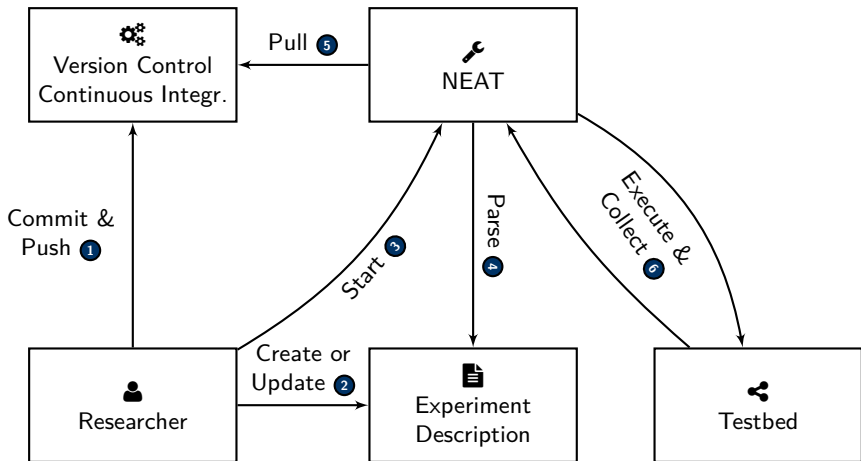 Version Control
Continuous Integr.
Pull 5
NEAT
Commit &
Push 1
Start 3
Parse 4
Execute &
Collect 6
Create or
Update 2
Researcher
Experiment
Description
Testbed